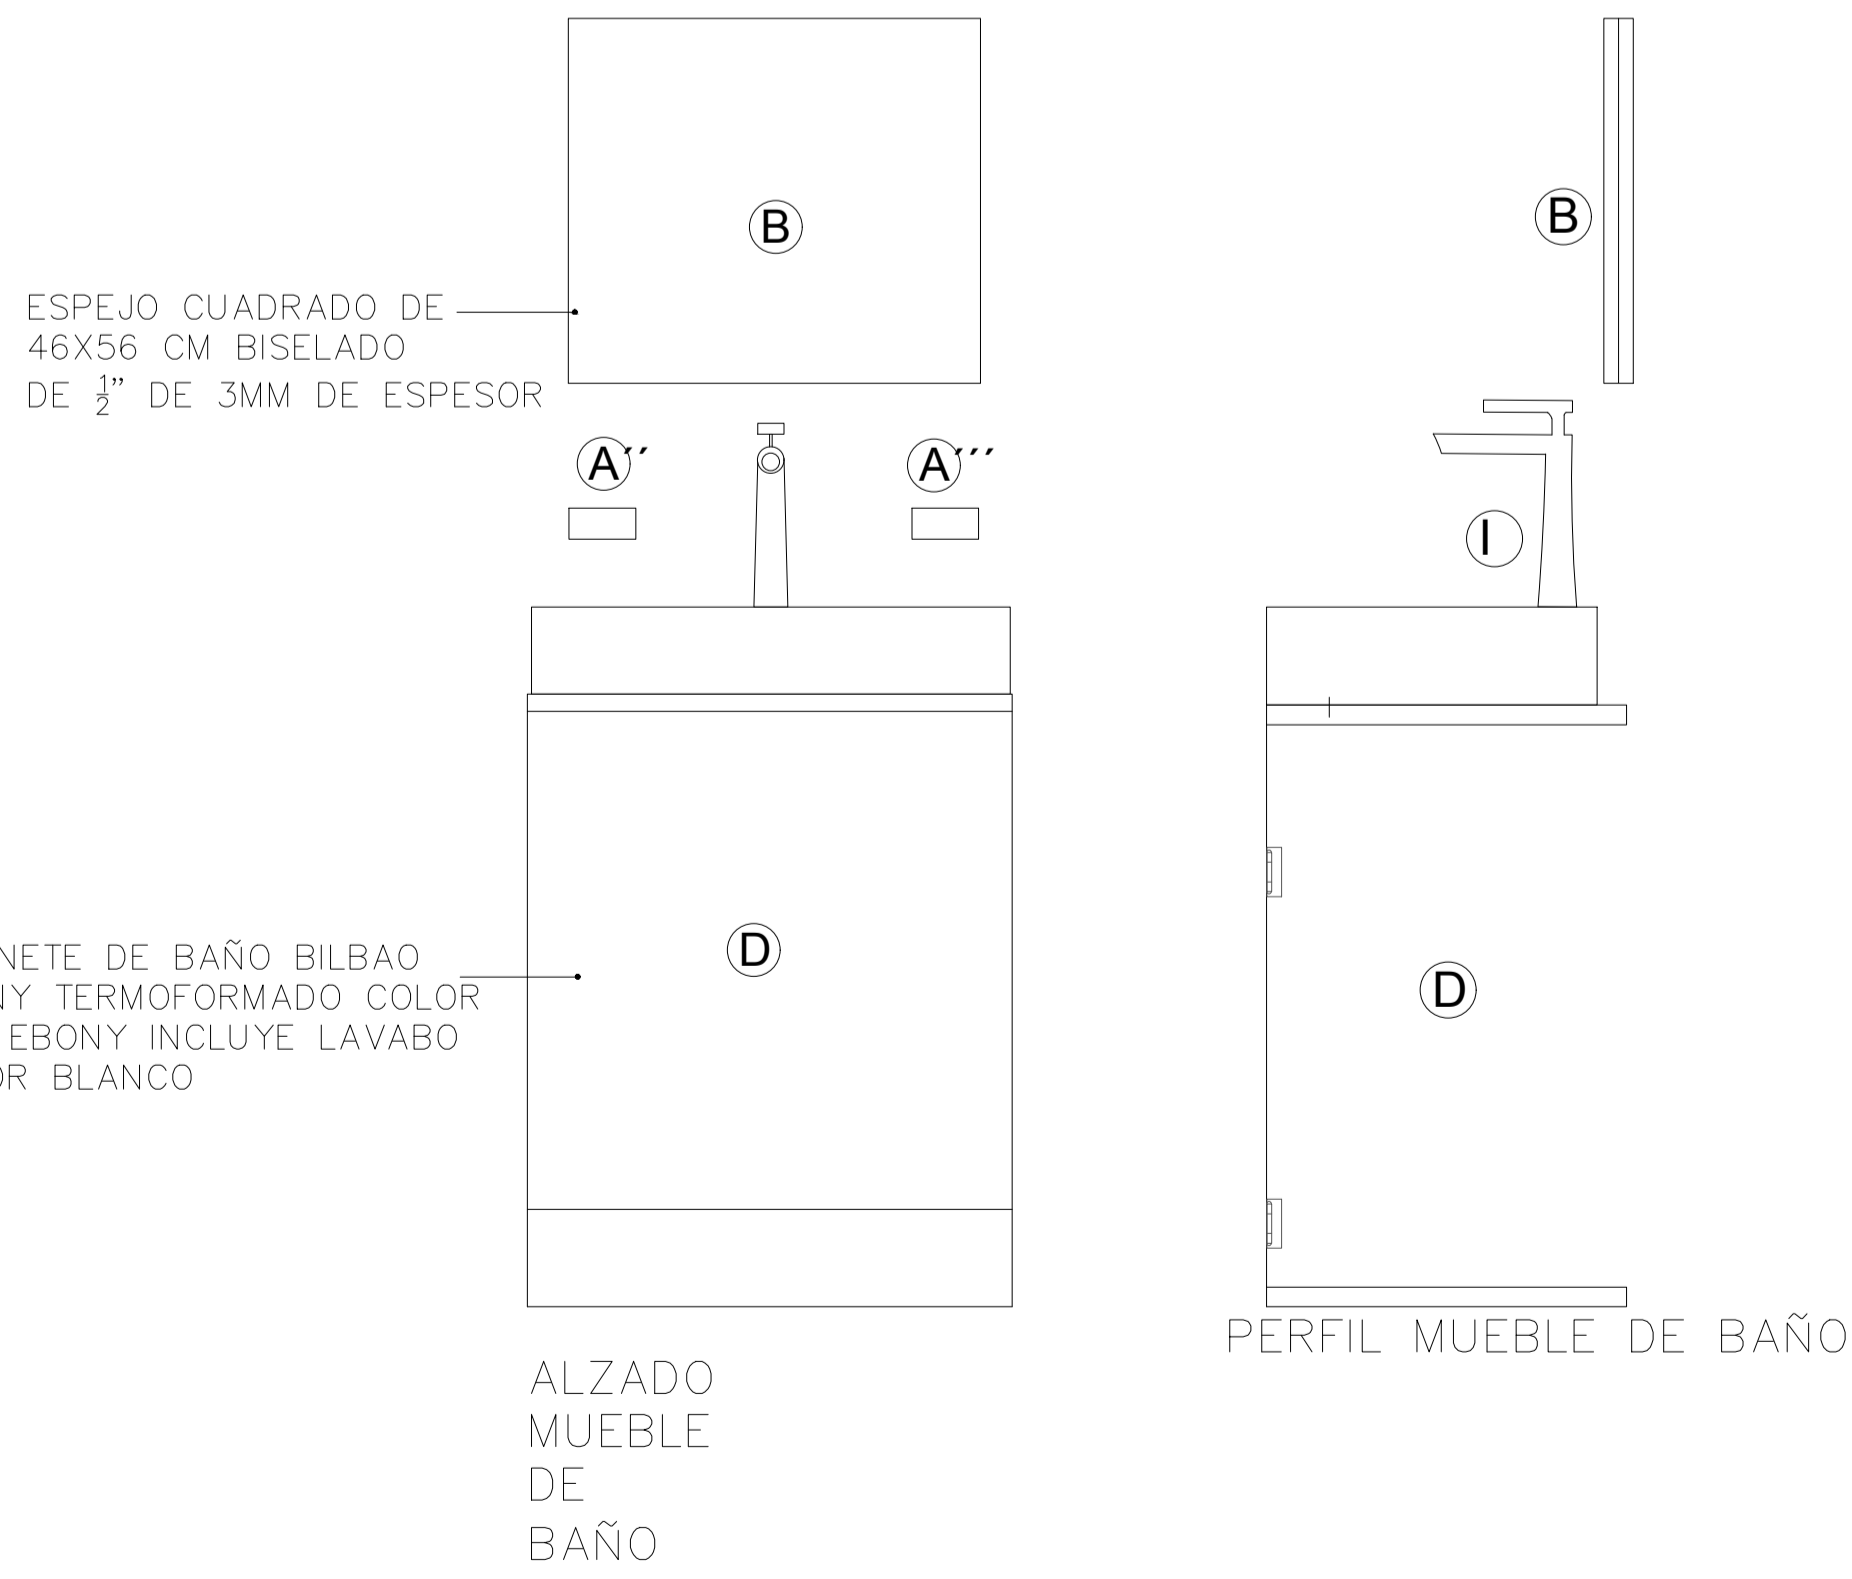 B
B
ESPEJO CUADRADO DE
46X56 CM BISELADO
DE 1/2” DE 3MM DE ESPESOR
A´´
A´´´
I
D
D
NETE DE BAÑO BILBAO
NY TERMOFORMADO COLOR
EBONY INCLUYE LAVABO
OR BLANCO
PERFIL MUEBLE DE BAÑO
ALZADO
MUEBLE
DE
BAÑO